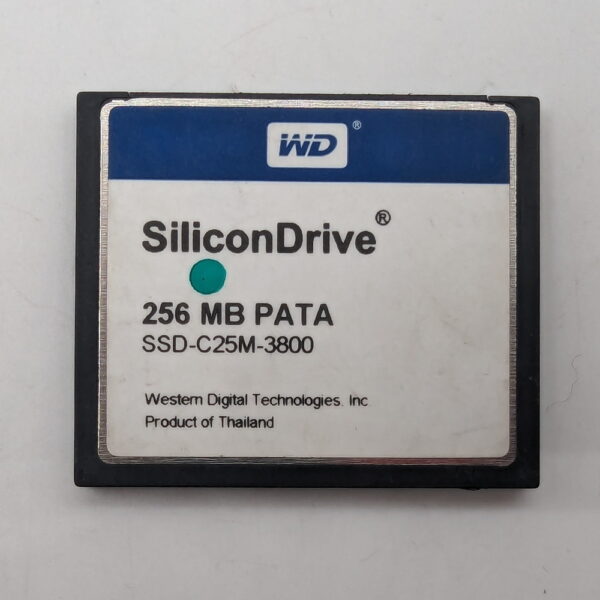 WD®
SiliconDrive®
256 MB PATA
SSD-C25M-3800
Western Digital Technologies. Inc
Product of Thailand